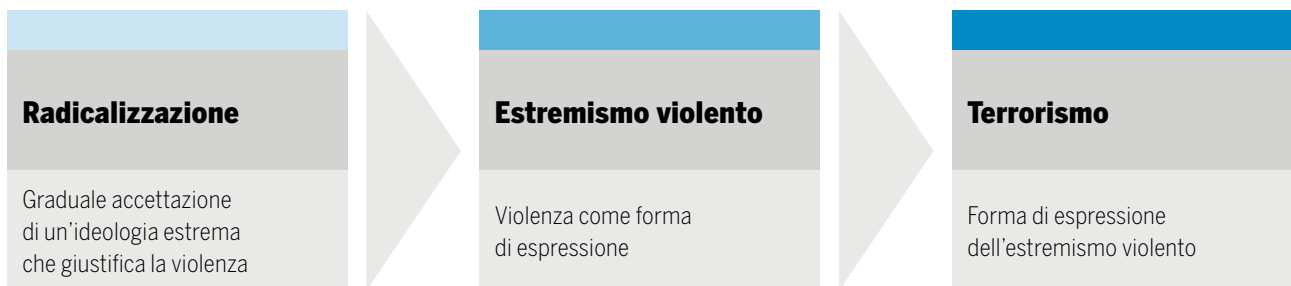 Radicalizzazione
Graduale accettazione
di un’ideologia estrema
che giustifica la violenza
Estremismo violento
Violenza come forma
di espressione
Terrorismo
Forma di espressione
dell’estremismo violento